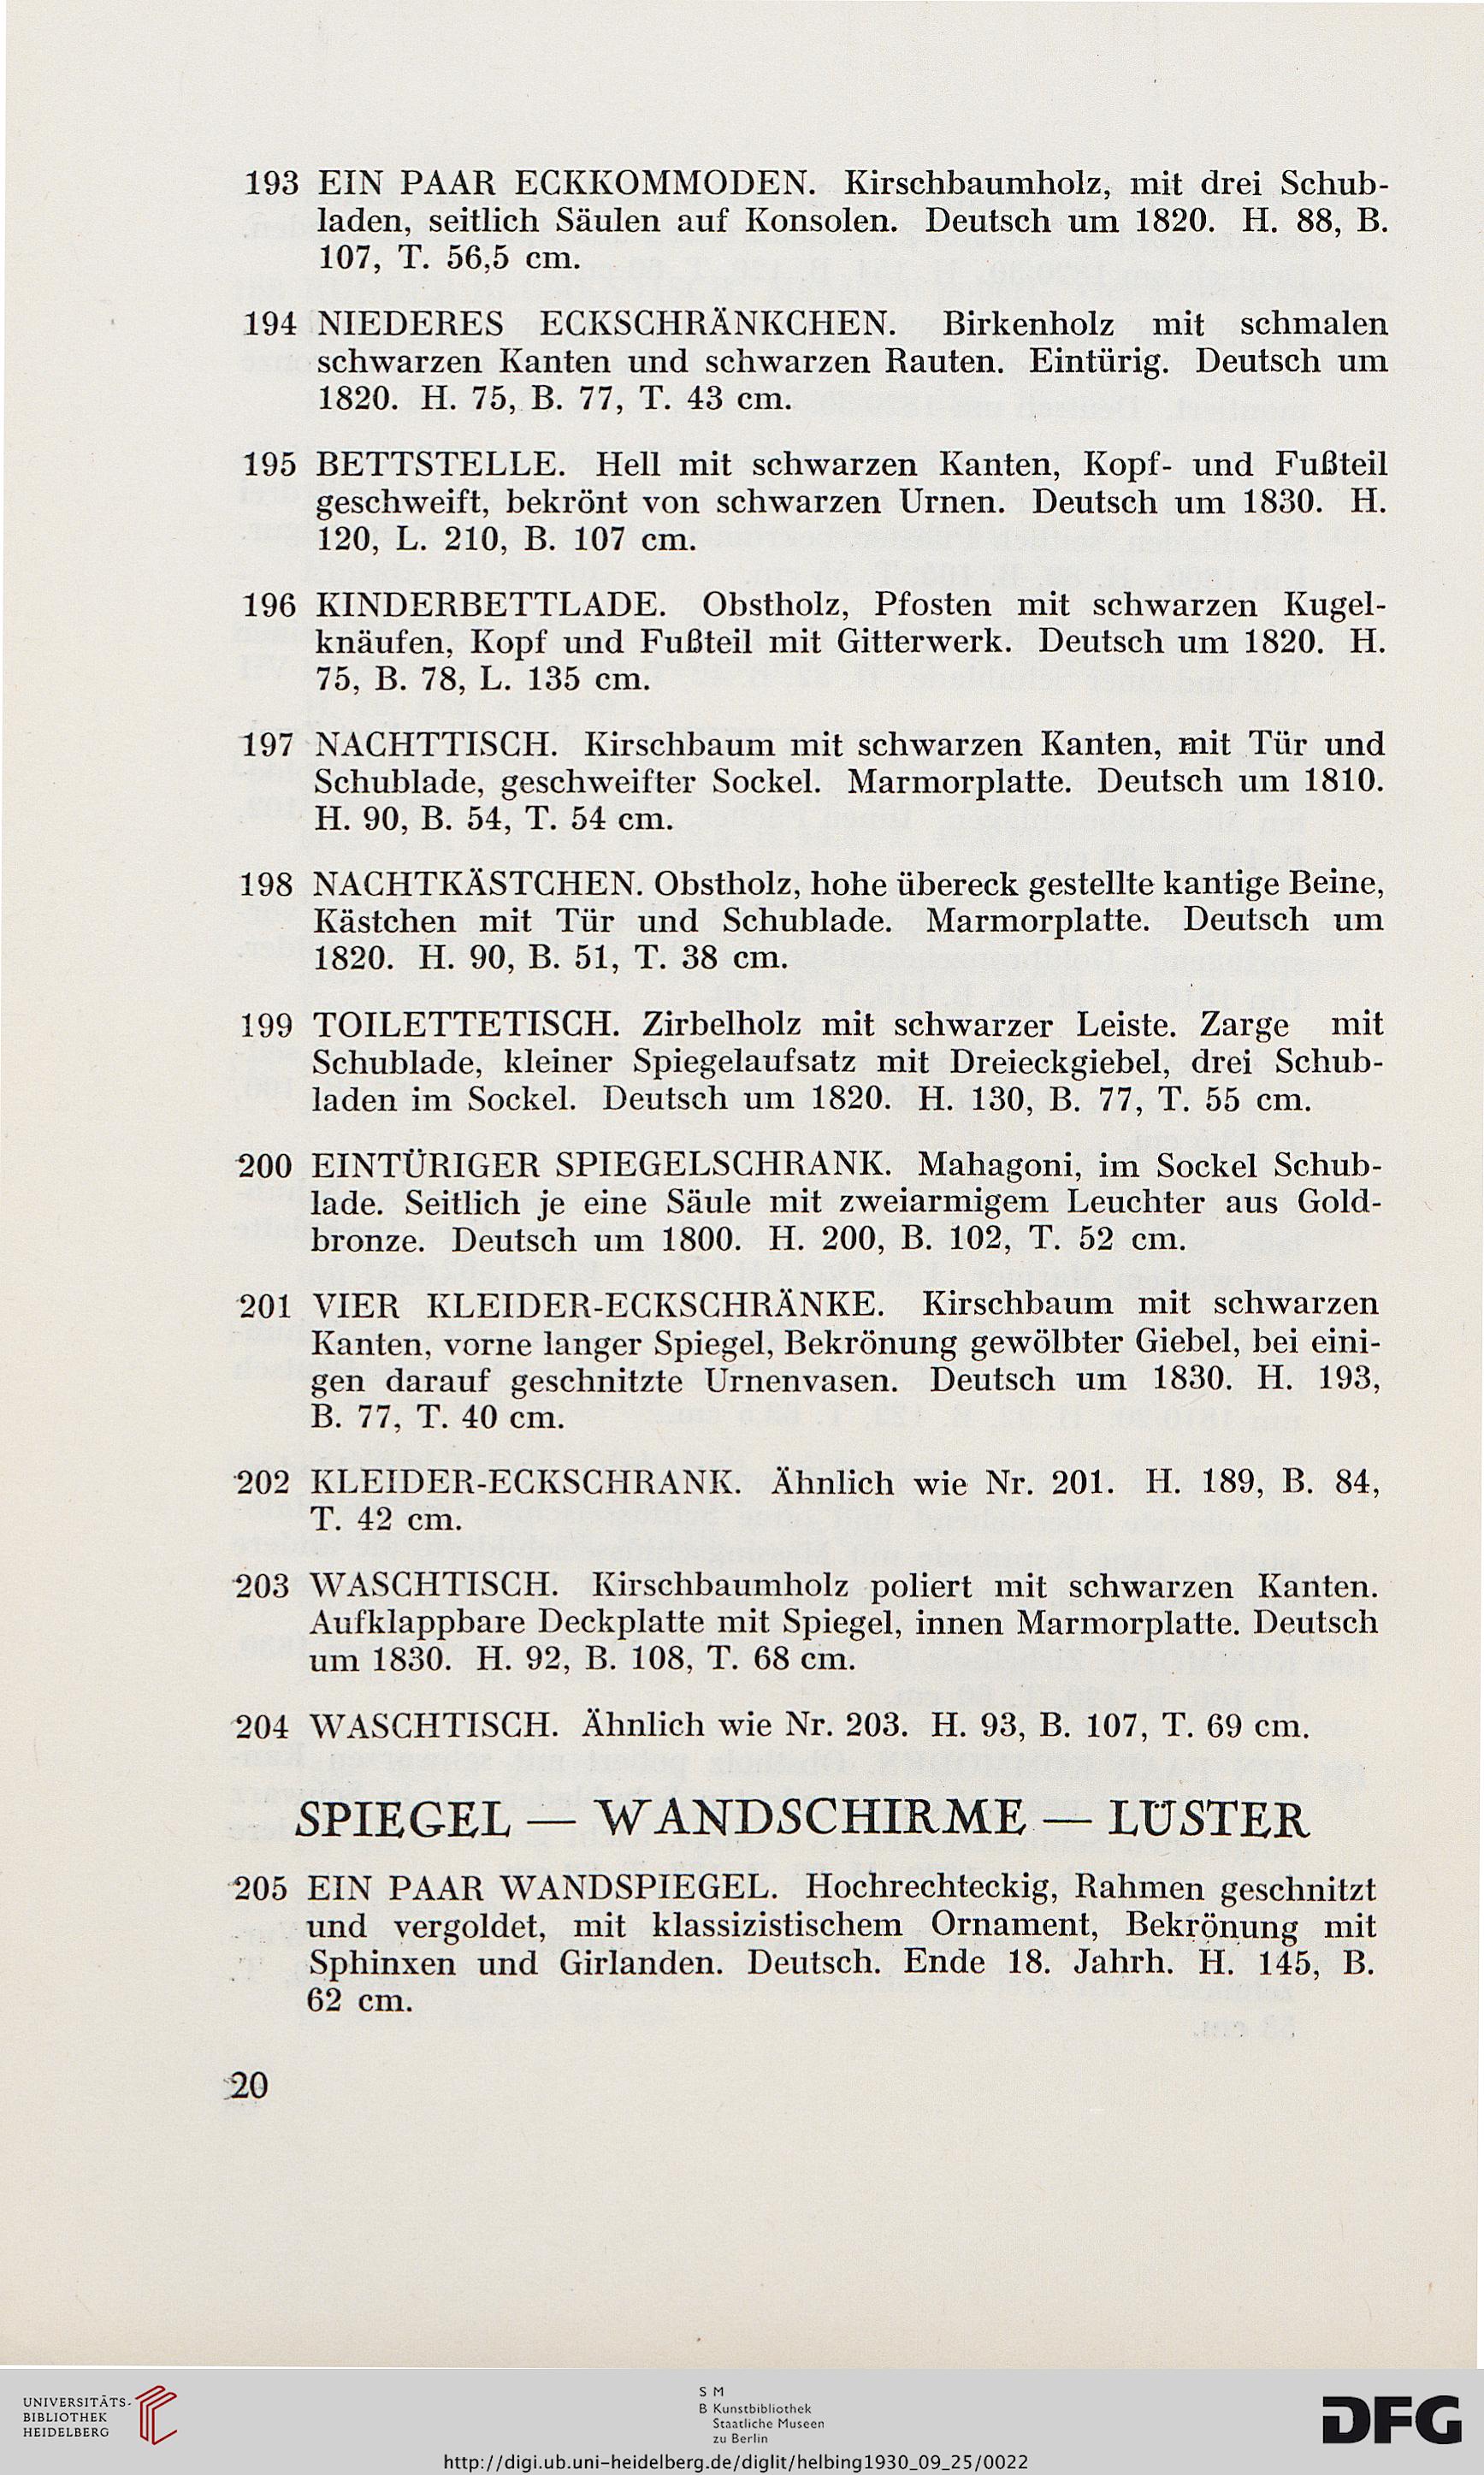 193 EIN PAAR ECKKOMMODEN. Kirschbaumholz, mit drei Schub-
laden, seitlich Säulen auf Konsolen. Deutsch um 1820. H. 88, B.
107, T. 56,5 cm.
194 NIEDERES ECKSCHRÄNKCHEN. Birkenholz mit schmalen
schwarzen Kanten und schwarzen Rauten. Eintürig. Deutsch um
1820. H. 75, B. 77, T. 43 cm.
195 BETTSTELLE. Hell mit schwarzen Kanten, Kopf- und Fußteil
geschweift, bekrönt von schwarzen Urnen. Deutsch um 1830. H.
120, L. 210, B. 107 cm.
196 KINDERBETTLADE. Obstholz, Pfosten mit schwarzen Kugel-
knäufen, Kopf und Fußteil mit Gitterwerk. Deutsch um 1820. H.
75, B. 78, L. 135 cm.
197 NACHTTISCH. Kirschbaum mit schwarzen Kanten, mit Tür und
Schublade, geschweifter Sockel. Marmorplatte. Deutsch um 1810.
H. 90, B. 54, T. 54 cm.
198 NACHTKÄSTCHEN. Obstholz, hohe übereck gestellte kantige Beine,
Kästchen mit Tür und Schublade. Marmorplatte. Deutsch um
1820. H. 90, B. 51, T. 38 cm.
199 TOILETTETISCH. Zirbelholz mit schwarzer Leiste. Zarge mit
Schublade, kleiner Spiegelaufsatz mit Dreieckgiebel, drei Schub-
laden im Sockel. Deutsch um 1820. H. 130, B. 77, T. 55 cm.
200 EINTÜRIGER SPIEGELSCHRANK. Mahagoni, im Sockel Schub-
lade. Seitlich je eine Säule mit zweiarmigem Leuchter aus Gold-
bronze. Deutsch um 1800. H. 200, B. 102, T. 52 cm.
201 VIER KLEIDER-ECKSCHRÄNKE. Kirschbaum mit schwarzen
Kanten, vorne langer Spiegel, Bekrönung gewölbter Giebel, bei eini-
gen darauf geschnitzte Urnenvasen. Deutsch um 1830. H. 193,
B. 77, T. 40 cm.
202 KLEIDER-ECKSCHRANK. Ähnlich wie Nr. 201. H. 189, B. 84,
T. 42 cm.
203 WASCHTISCH. Kirschbaumholz poliert mit schwarzen Kanten.
Aufklappbare Deckplatte mit Spiegel, innen Marmorplatte. Deutsch
um 1830. H. 92, B. 108, T. 68 cm.
204 WASCHTISCH. Ähnlich wie Nr. 203. H. 93, B. 107, T. 69 cm.
SPIEGEL — WANDSCHIRME — LÜSTER
205 EIN PAAR WANDSPIEGEL. Hochrechteckig, Rahmen geschnitzt
und vergoldet, mit klassizistischem Ornament, Bekrönung mit
Sphinxen und Girlanden. Deutsch. Ende 18. Jahrh. H. 145, B.
62 cm.
20
UNIVERSITÄTS-
BIBLIOTHEK
HEIDELBERG
S M
B Kunstbibliothek
Staatliche Museen
zu Berlin
DFG
http://digi.ub.uni-heidelberg.de/diglit/helbing1930_09_25/0022